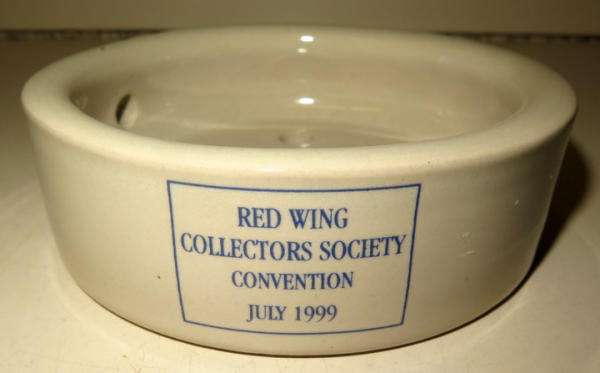 RED WING
COLLECTORS SOCIETY
CONVENTION
JULY 1999